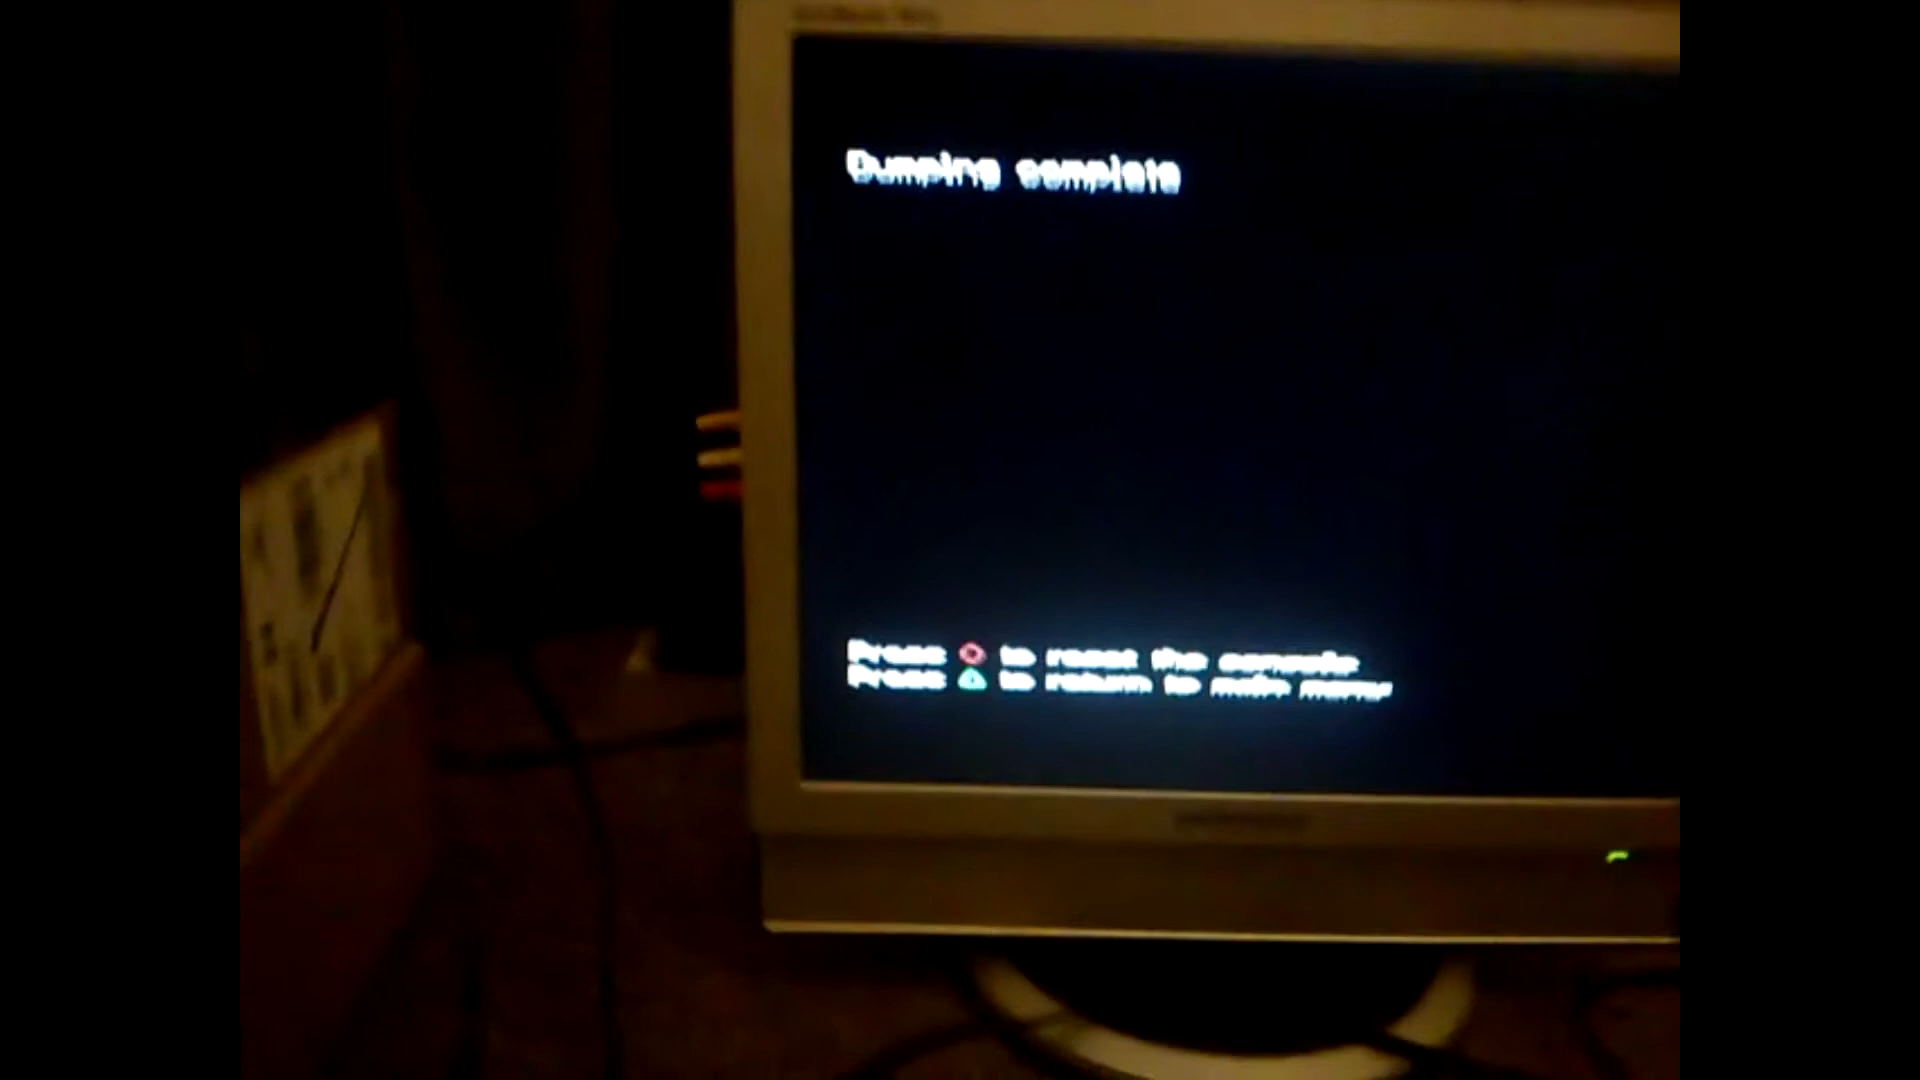 Dumping complete
Press to reset the console
Press to return to main menu